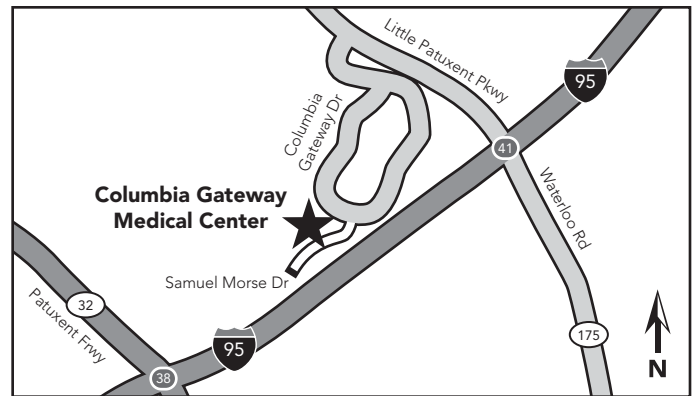 Little Patuxent Pkwy
95
Columbia
Gateway Dr
41
Columbia Gateway
Medical Center
Waterloo Rd
Samuel Morse Dr
32
Patuxent Frwy
175
95
N
38